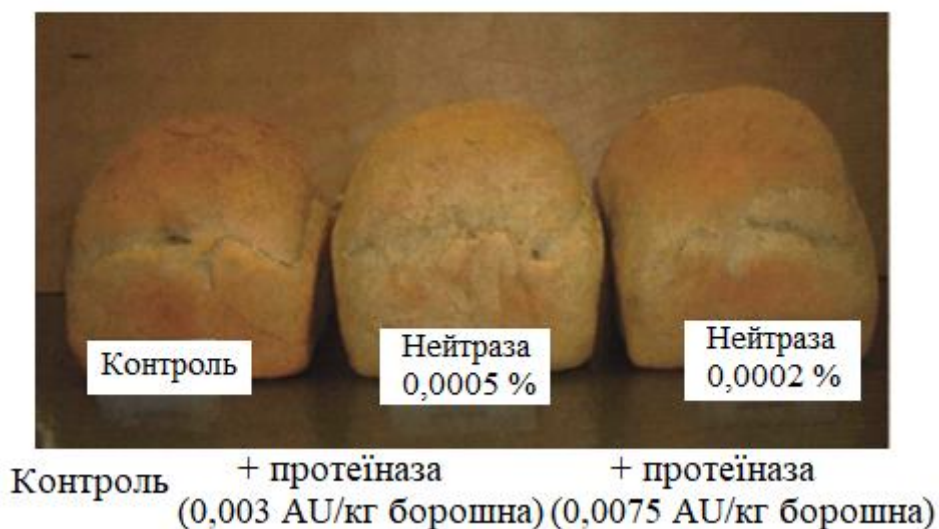 Контроль
Нейтраза
0,0005 %
Нейтраза
0,0002 %
Контроль
+ протеїназа
(0,003 AU/кг борошна)
+ протеїназа
(0,0075 AU/кг борошна)